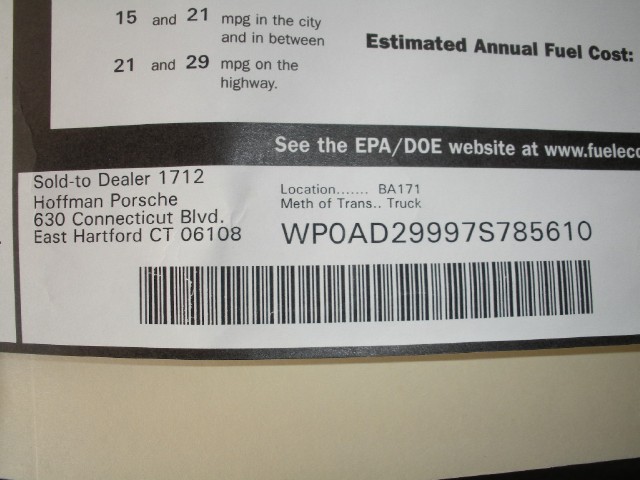 15 and 21 mpg in the city
and in between
21 and 29 mpg on the
highway.
Estimated Annual Fuel Cost:
See the EPA/DOE website at www.fueleco
Sold-to Dealer 1712
Hoffman Porsche
630 Connecticut Blvd.
East Hartford CT 06108
Location....... BA171
Meth of Trans.. Truck
WP0AD29997S785610